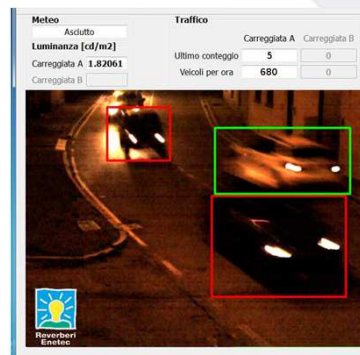 Meteo
Asciutto
Luminanza [cd/m2]
Carreggiata A 1.82061
Carreggiata B
Traffico
Carreggiata A Carreggiata B
Ultimo conteggio 5 0
Veicoli per ora 680 0
Reverberi
Enetec